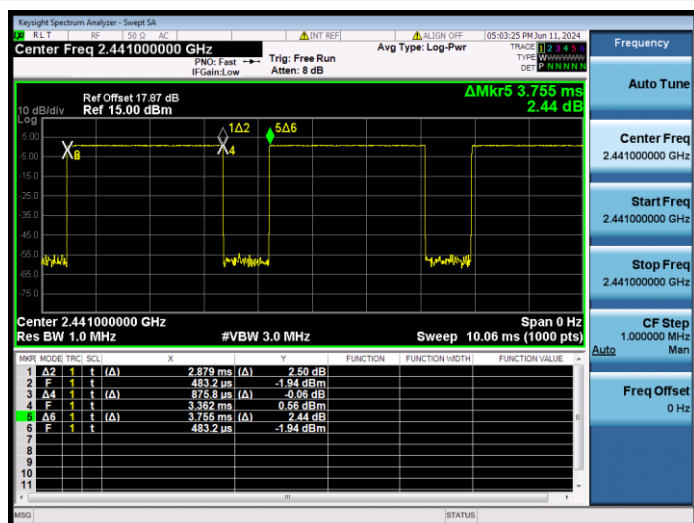 Keysight Spectrum Analyzer - Swept SA
LXI RLT RF 50 Ω AC INT REF ALIGN OFF 05:03:25 PM Jun 11, 2024
Center Freq 2.441000000 GHz
PNO: Fast
IFGain:Low
Trig: Free Run
Atten: 8 dB
Avg Type: Log-Pwr
TRACE 1 2 3 4 5 6
TYPE WWWWWW
DET P N N N N N
10 dB/div
Log
Ref Offset 17.87 dB
Ref 15.00 dBm
ΔMkr5 3.755 ms
2.44 dB
5.00
-5.00
-15.0
-25.0
-35.0
-45.0
-55.0
-65.0
-75.0
1Δ2
4
5Δ6
Center 2.441000000 GHz Span 0 Hz
Res BW 1.0 MHz #VBW 3.0 MHz Sweep 10.06 ms (1000 pts)
MKR MODE TRC SCL X Y FUNCTION FUNCTION WIDTH FUNCTION VALUE
1 Δ2 1 t (Δ) 2.879 ms (Δ) 2.50 dB
2 F 1 t 483.2 µs -1.94 dBm
3 Δ4 1 t (Δ) 875.8 µs (Δ) -0.06 dB
4 F 1 t 3.362 ms 0.56 dBm
5 Δ6 1 t (Δ) 3.755 ms (Δ) 2.44 dB
6 F 1 t 483.2 µs -1.94 dBm
7
8
9
10
11
MSG STATUS
Frequency
Auto Tune
Center Freq
2.441000000 GHz
Start Freq
2.441000000 GHz
Stop Freq
2.441000000 GHz
CF Step
1.000000 MHz
Auto Man
Freq Offset
0 Hz